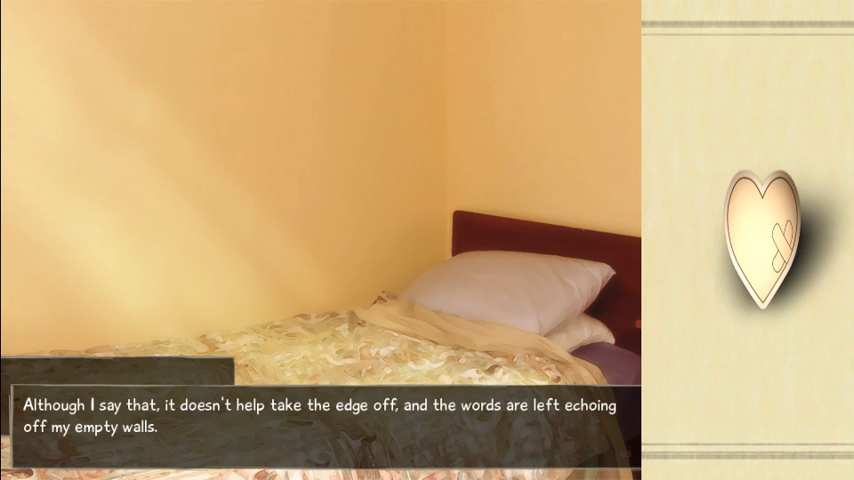 Although I say that, it doesn't help take the edge off, and the words are left echoing
off my empty walls.